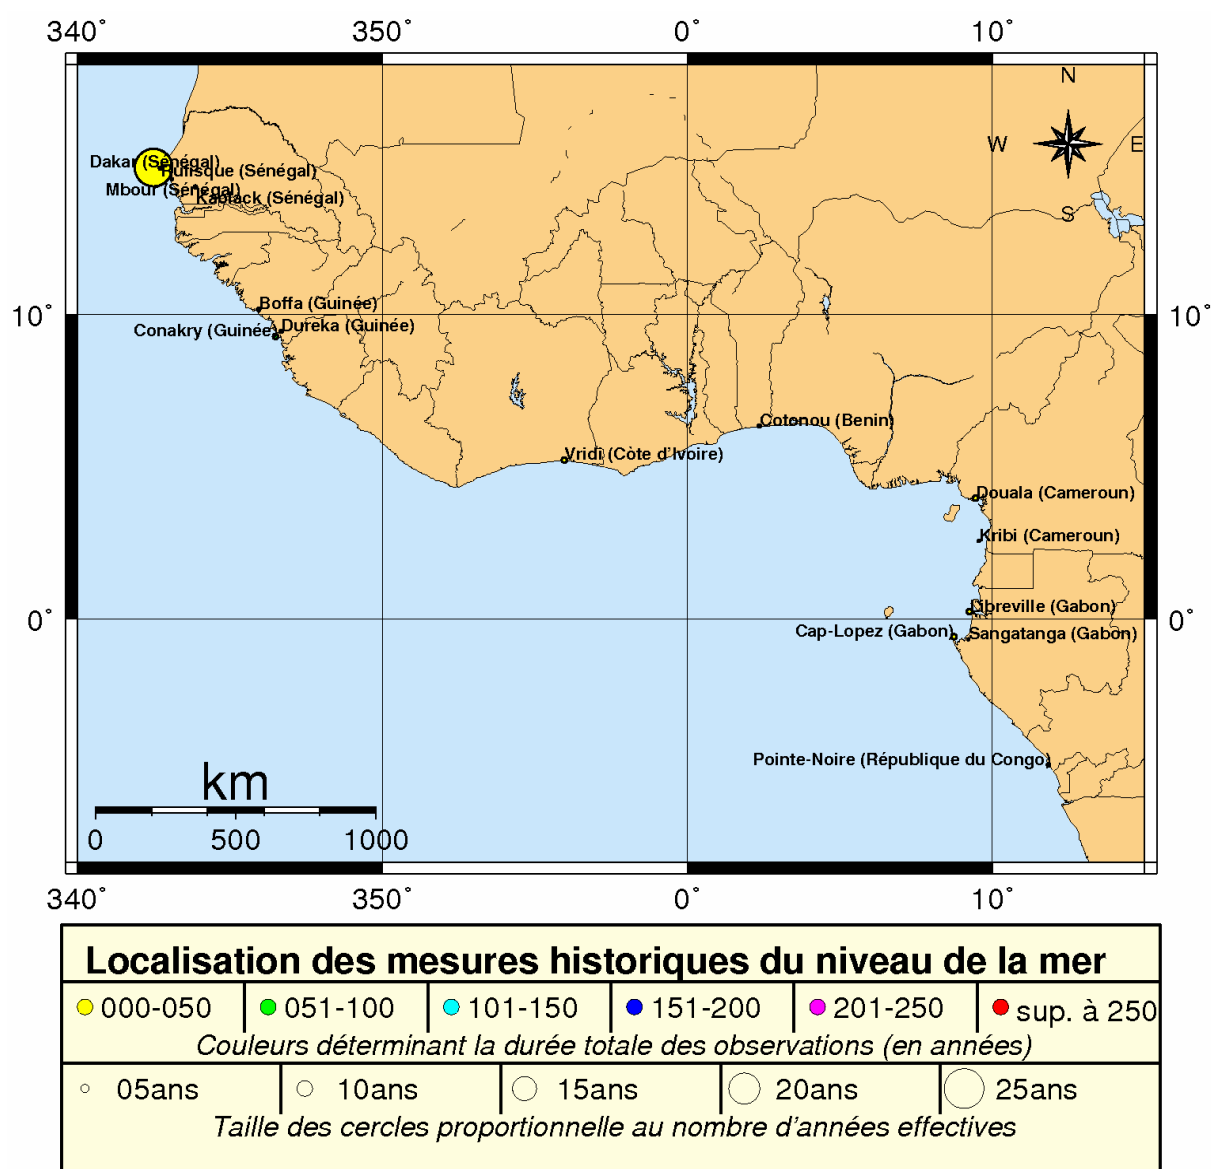 340°
350°
0°
10°
N
W
E
S
Dakar (Sénégal)
Rufisque (Sénégal)
Mbour (Sénégal)
Kaolack (Sénégal)
Boffa (Guinée)
10°
10°
Dureka (Guinée)
Conakry (Guinée)
Cotonou (Benin)
Vridi (Còte d'Ivoire)
Douala (Cameroun)
Kribi (Cameroun)
Libreville (Gabon)
0°
0°
Cap-Lopez (Gabon)
Sangatanga (Gabon)
Pointe-Noire (République du Congo)
km
0 500 1000
340°
350°
0°
10°
Localisation des mesures historiques du niveau de la mer
000-050 051-100 101-150 151-200 201-250 sup. à 250
Couleurs déterminant la durée totale des observations (en années)
05ans 10ans 15ans 20ans 25ans
Taille des cercles proportionnelle au nombre d'années effectives